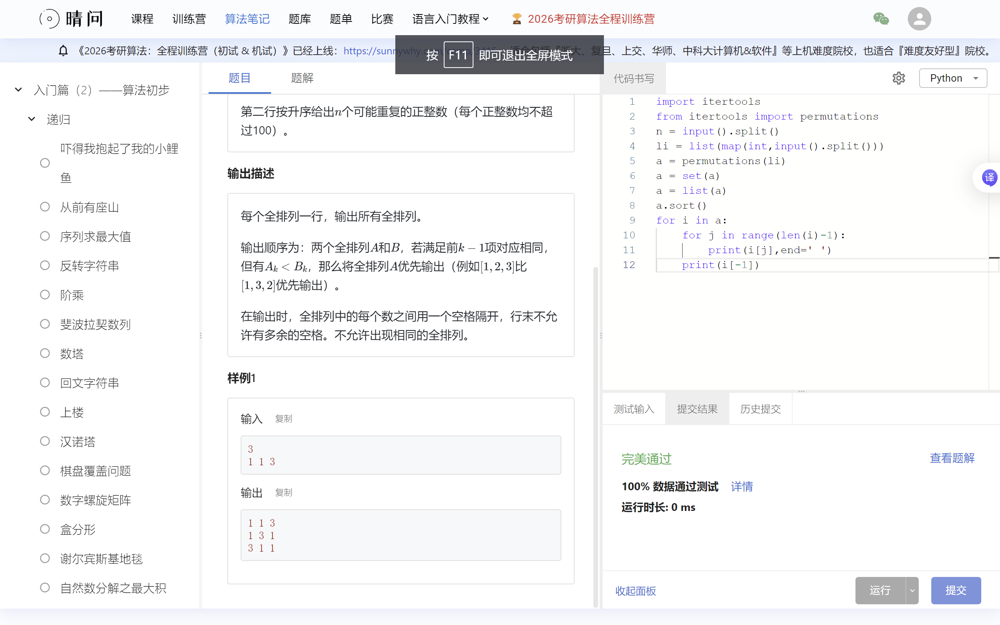 晴问
课程 训练营 算法笔记 题库 题单 比赛 语言入门教程 2026考研算法全程训练营
《2026考研算法：全程训练营（初试 & 机试）》已经上线：https://sunnywhy.com/camp/3415 适合包括『浙大、复旦、上交、华师、中科大计算机&软件』等上机难度院校，也适合『难度友好型』院校。
按 F11 即可退出全屏模式
入门篇（2）——算法初步
递归
吓得我抱起了我的小鲤
鱼
从前有座山
序列求最大值
反转字符串
阶乘
斐波拉契数列
数塔
回文字符串
上楼
汉诺塔
棋盘覆盖问题
数字螺旋矩阵
盒分形
谢尔宾斯基地毯
自然数分解之最大积
题目 题解
第二行按升序给出n个可能重复的正整数（每个正整数均不超
过100）。
输出描述
每个全排列一行，输出所有全排列。
输出顺序为：两个全排列A和B，若满足前k − 1项对应相同，
但有Aₖ < Bₖ，那么将全排列A优先输出（例如[1, 2, 3]比
[1, 3, 2]优先输出）。
在输出时，全排列中的每个数之间用一个空格隔开，行末不允
许有多余的空格。不允许出现相同的全排列。
样例1
输入 复制
3
1 1 3
输出 复制
1 1 3
1 3 1
3 1 1
代码书写 Python
1 import itertools
2 from itertools import permutations
3 n = input().split()
4 li = list(map(int,input().split()))
5 a = permutations(li)
6 a = set(a)
7 a = list(a)
8 a.sort()
9 for i in a:
10     for j in range(len(i)-1):
11         print(i[j],end=' ')
12     print(i[-1])
译
测试输入 提交结果 历史提交
完美通过 查看题解
100% 数据通过测试 详情
运行时长: 0 ms
收起面板 运行 提交